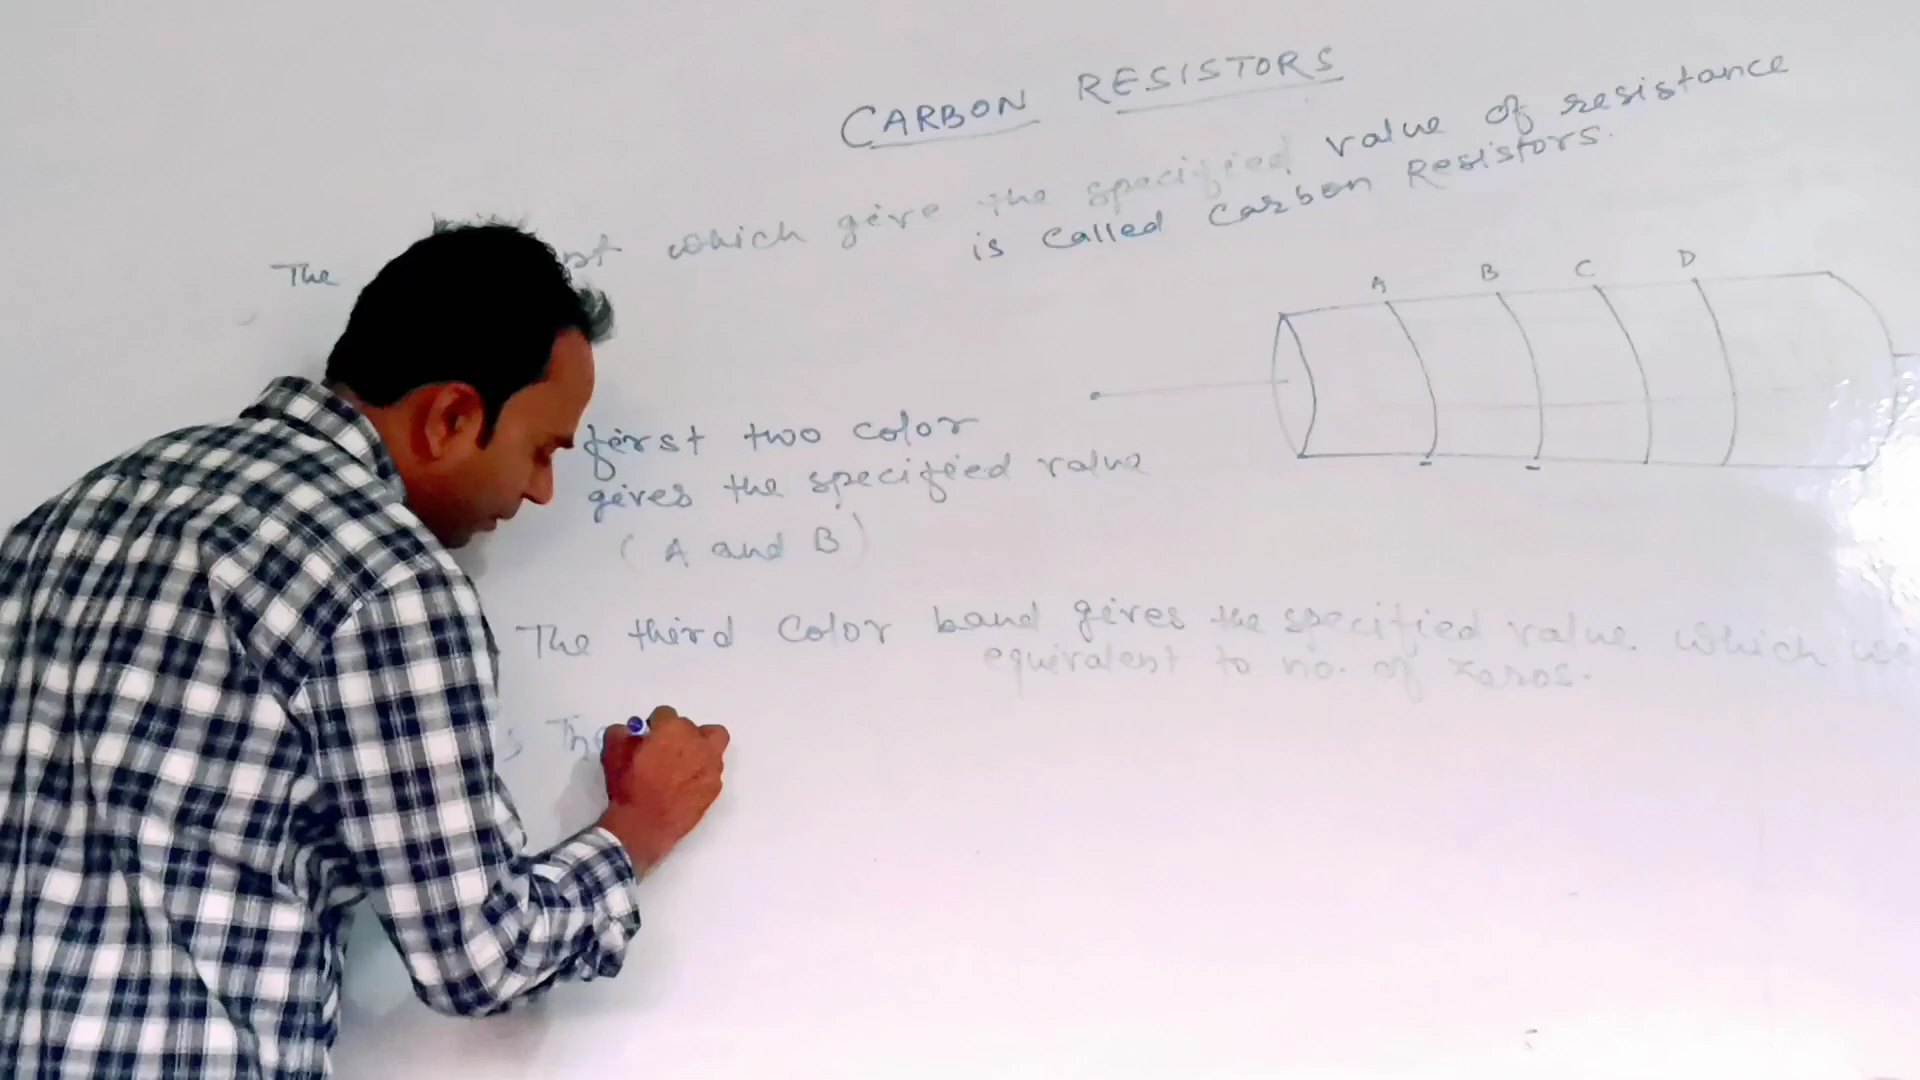 CARBON RESISTORS
The which give the specified value of resistance
is called Carbon Resistors.
A B C D
first two color
gives the specified value
(A and B)
The third Color band gives the specified value which
equivalent to no. of zeros.
The